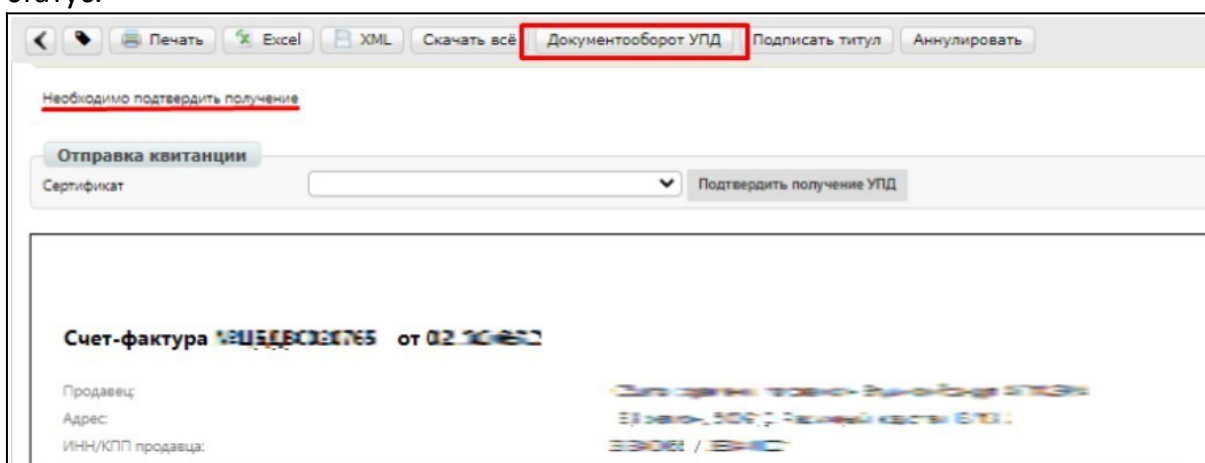 статус.
Печать Excel XML Скачать всё Документооборот УПД Подписать титул Аннулировать
Необходимо подтвердить получение
Отправка квитанции
Сертификат Подтвердить получение УПД
Счет-фактура от
Продавец:
Адрес:
ИНН/КПП продавца: /